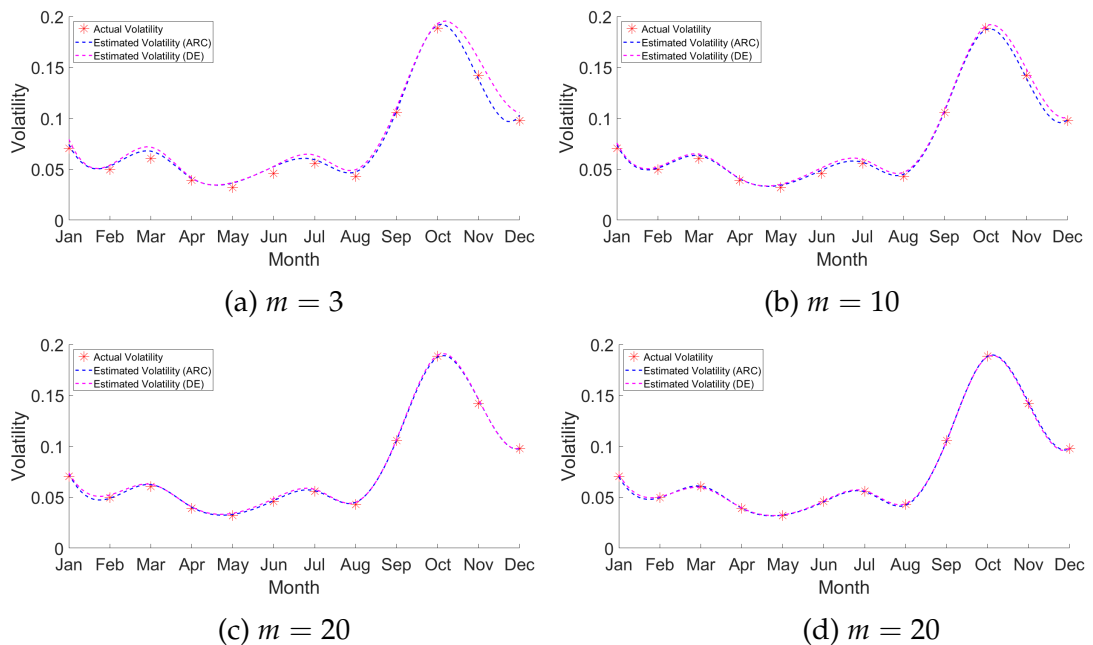 0.2
0.15
0.1
0.05
0
Volatility
Actual Volatility
Estimated Volatility (ARC)
Estimated Volatility (DE)
Jan Feb Mar Apr May Jun Jul Aug Sep Oct Nov Dec
Month
(a) m = 3
0.2
0.15
0.1
0.05
0
Volatility
Actual Volatility
Estimated Volatility (ARC)
Estimated Volatility (DE)
Jan Feb Mar Apr May Jun Jul Aug Sep Oct Nov Dec
Month
(b) m = 10
0.2
0.15
0.1
0.05
0
Volatility
Actual Volatility
Estimated Volatility (ARC)
Estimated Volatility (DE)
Jan Feb Mar Apr May Jun Jul Aug Sep Oct Nov Dec
Month
(c) m = 20
0.2
0.15
0.1
0.05
0
Volatility
Actual Volatility
Estimated Volatility (ARC)
Estimated Volatility (DE)
Jan Feb Mar Apr May Jun Jul Aug Sep Oct Nov Dec
Month
(d) m = 20